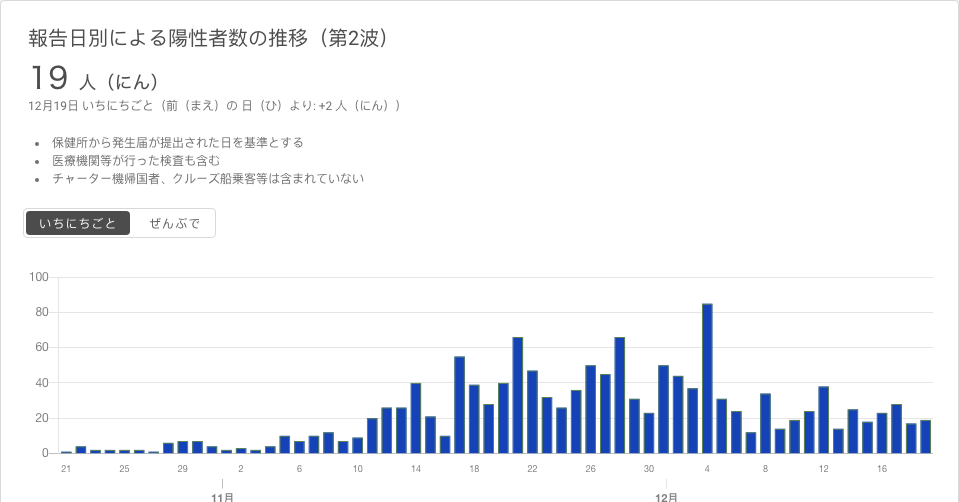 報告日別による陽性者数の推移（第2波）
19 人（にん）
12月19日 いちにちごと（前（まえ）の 日（ひ）より: +2 人（にん））
• 保健所から発生届が提出された日を基準とする
• 医療機関等が行った検査も含む
• チャーター機帰国者、クルーズ船乗客等は含まれていない
いちにちごと ぜんぶで
100
80
60
40
20
0
21 25 29 2 6 10 14 18 22 26 30 4 8 12 16
11月 12月